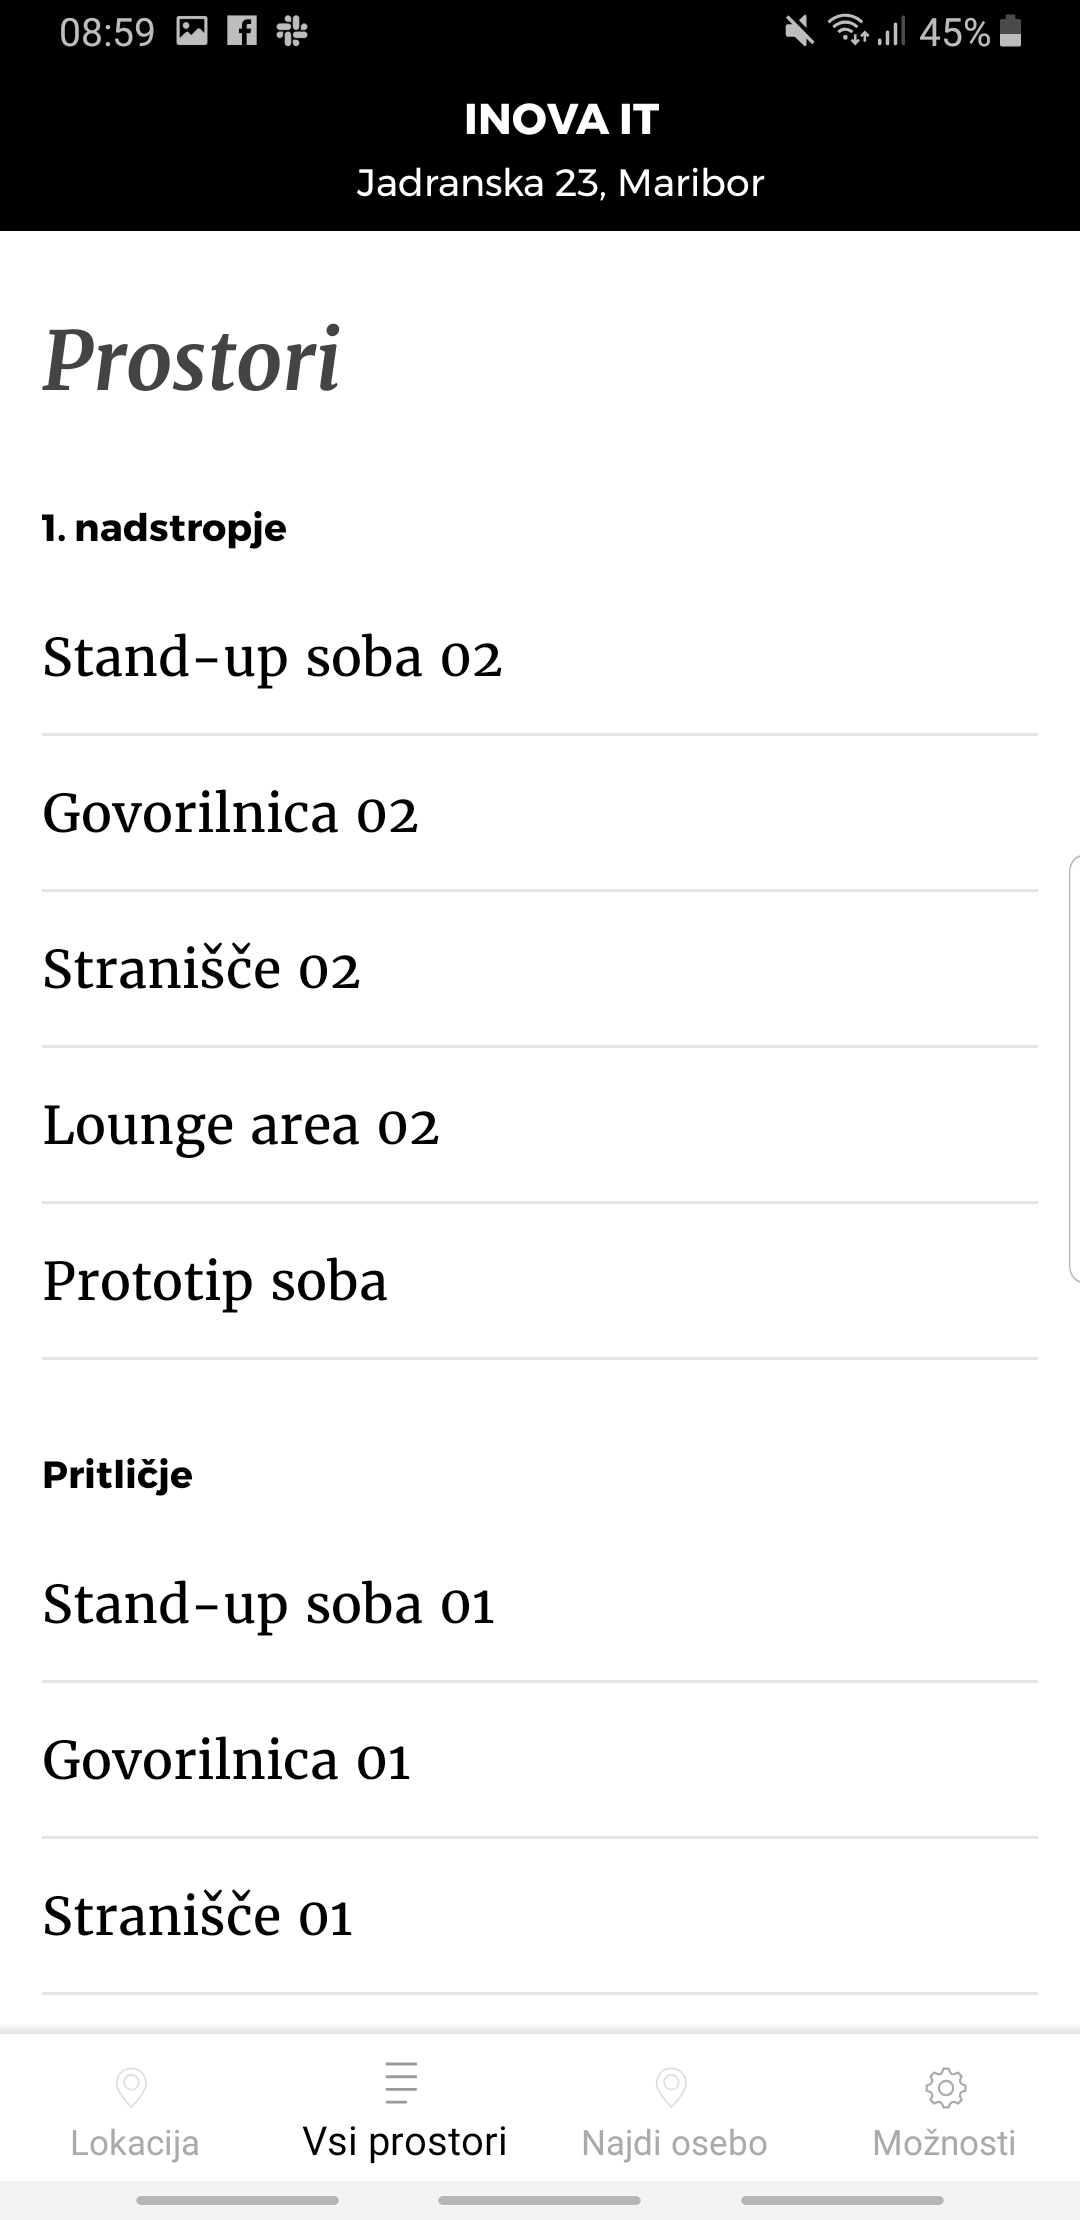 08:59
45%
INOVA IT
Jadranska 23, Maribor
Prostori
1. nadstropje
Stand-up soba 02
Govorilnica 02
Stranišče 02
Lounge area 02
Prototip soba
Pritličje
Stand-up soba 01
Govorilnica 01
Stranišče 01
Lokacija
Vsi prostori
Najdi osebo
Možnosti